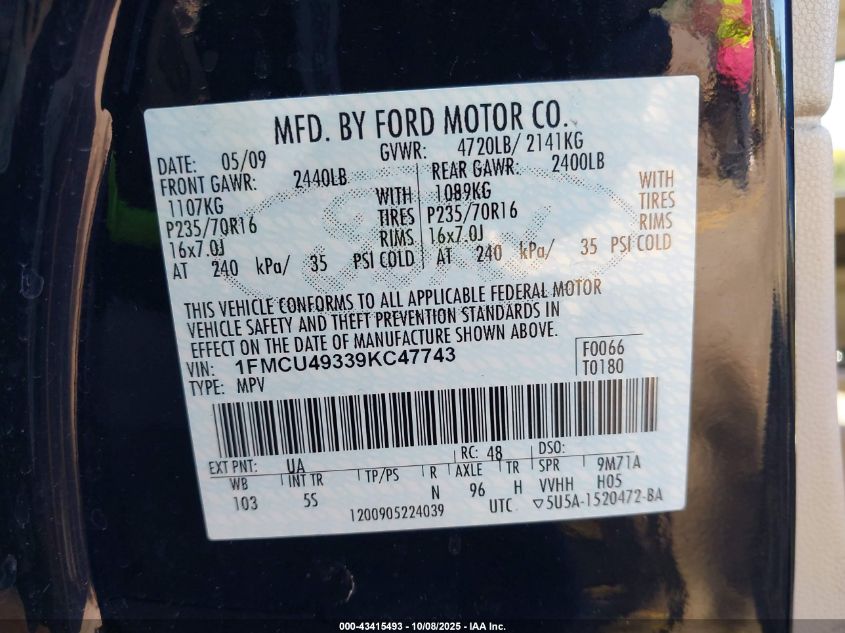 MFD. BY FORD MOTOR CO.
DATE: 05/09 GVWR: 4720LB/ 2141KG
FRONT GAWR: 2440LB REAR GAWR: 2400LB
1107KG WITH 1089KG WITH
P235/70R16 TIRES P235/70R16 TIRES
16x7.0J RIMS 16x7.0J RIMS
AT 240 kPa/ 35 PSI COLD AT 240 kPa/ 35 PSI COLD
THIS VEHICLE CONFORMS TO ALL APPLICABLE FEDERAL MOTOR
VEHICLE SAFETY AND THEFT PREVENTION STANDARDS IN
EFFECT ON THE DATE OF MANUFACTURE SHOWN ABOVE.
VIN: 1FMCU49339KC47743 F0066
TYPE: MPV T0180
EXT PNT: UA RC: 48 DSO:
WB INT TR TP/PS R AXLE TR SPR 9M71A
103 5S N 96 H VVHH H05
1200905224039 UTC ▽5U5A-1520472-BA
000-43415493 - 10/08/2025 - IAA Inc.